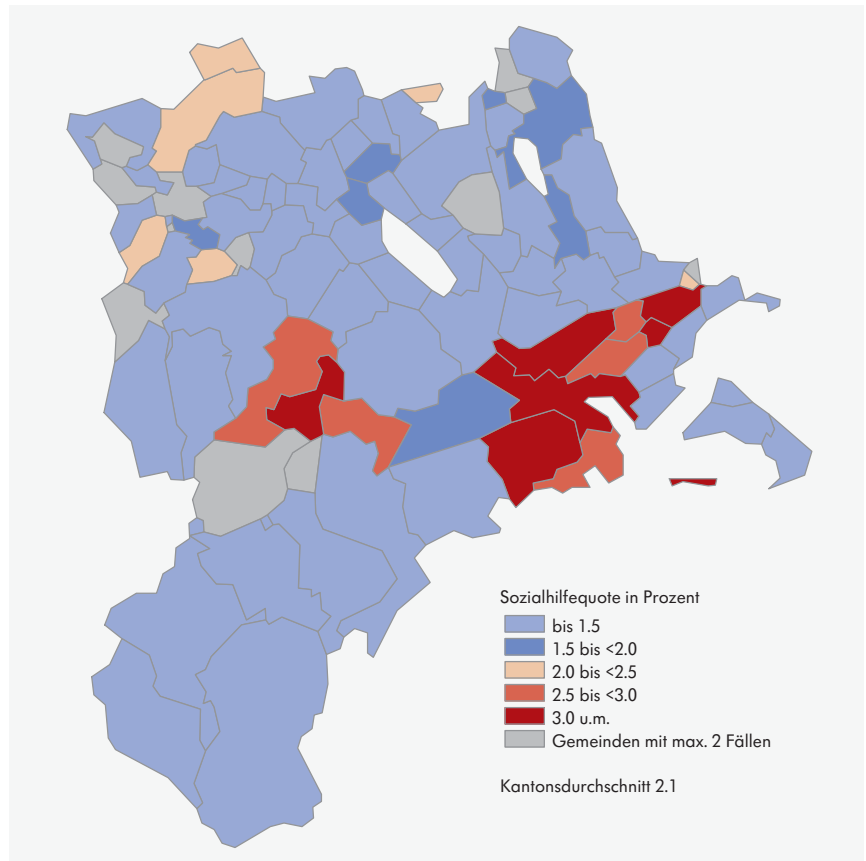 Sozialhilfequote in Prozent
bis 1.5
1.5 bis <2.0
2.0 bis <2.5
2.5 bis <3.0
3.0 u.m.
Gemeinden mit max. 2 Fällen
Kantonsdurchschnitt 2.1